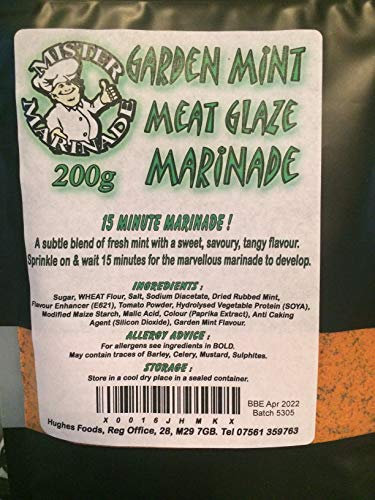 MISTER
MARINADE
200g
GARDEN MINT
MEAT GLAZE
MARINADE
15 MINUTE MARINADE !
A subtle blend of fresh mint with a sweet, savoury, tangy flavour.
Sprinkle on & wait 15 minutes for the marvellous marinade to develop.
INGREDIENTS :
Sugar, WHEAT Flour, Salt, Sodium Diacetate, Dried Rubbed Mint,
Flavour Enhancer (E621), Tomato Powder, Hydrolysed Vegetable Protein (SOYA),
Modified Maize Starch, Malic Acid, Colour (Paprika Extract), Anti Caking
Agent (Silicon Dioxide), Garden Mint Flavour.
ALLERGY ADVICE :
For allergens see ingredients in BOLD.
May contain traces of Barley, Celery, Mustard, Sulphites.
STORAGE :
Store in a cool dry place in a sealed container.
BBE Apr 2022
Batch 5305
X0016JHMKX
Hughes Foods, Reg Office, 28, M29 7GB. Tel 07561 359763